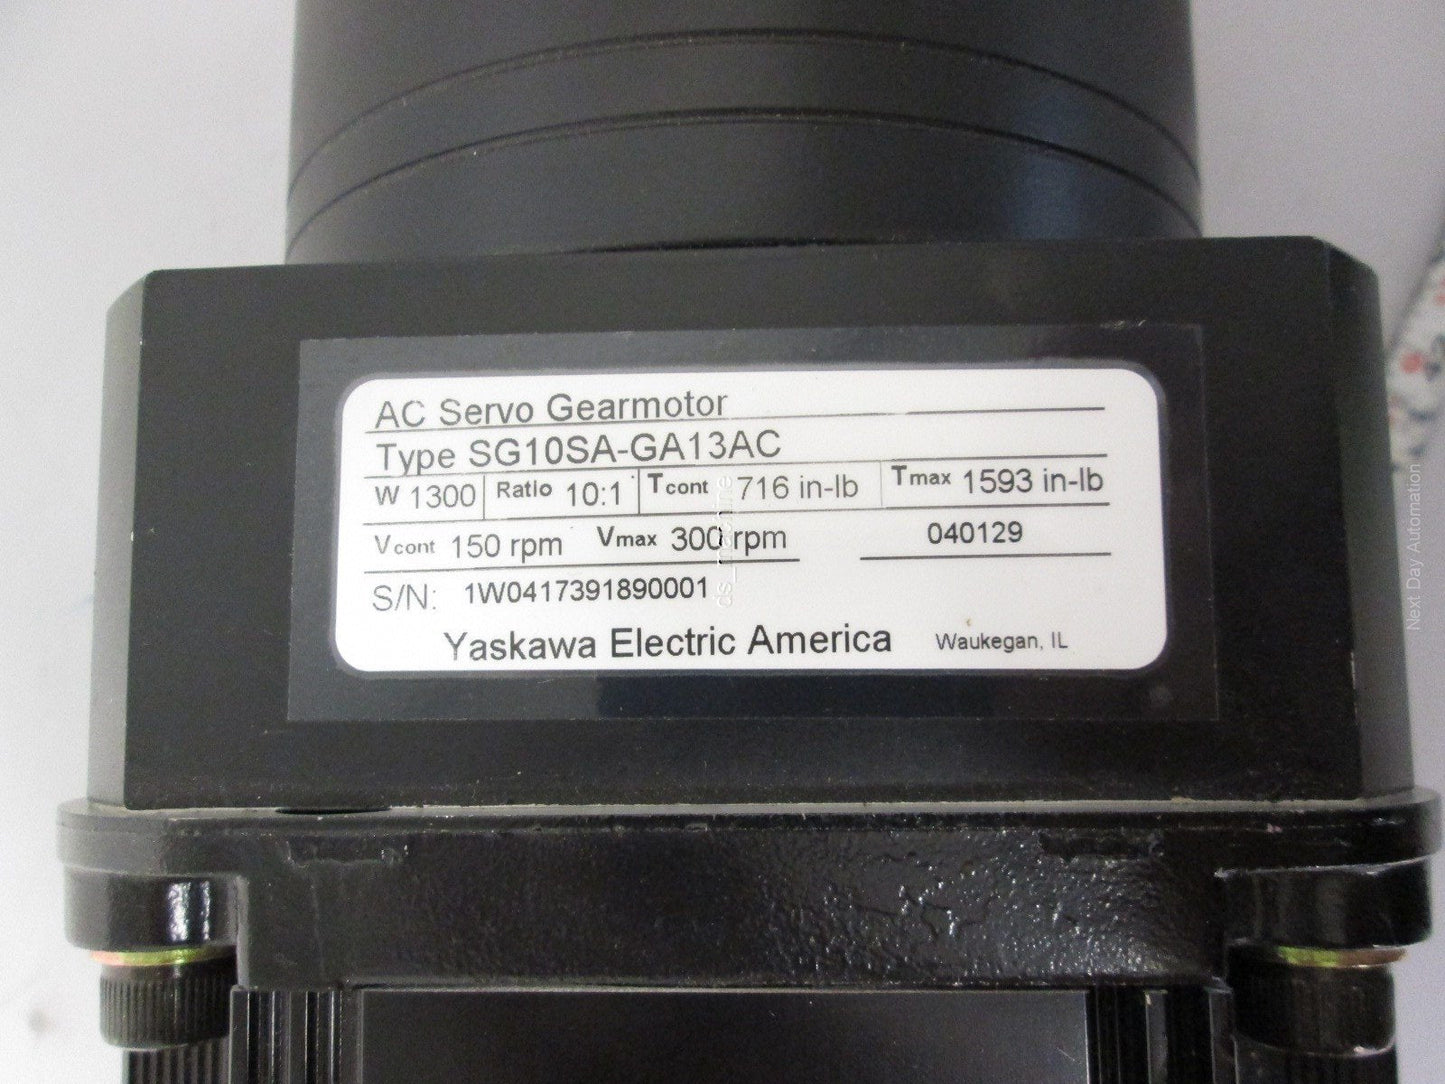 AC Servo Gearmotor
Type SG10SA-GA13AC
W 1300 Ratio 10:1 Tcont 716 in-lb Tmax 1593 in-lb
Vcont 150 rpm Vmax 300 rpm 040129
S/N: 1W0417391890001
Yaskawa Electric America Waukegan, IL
Next Day Automation